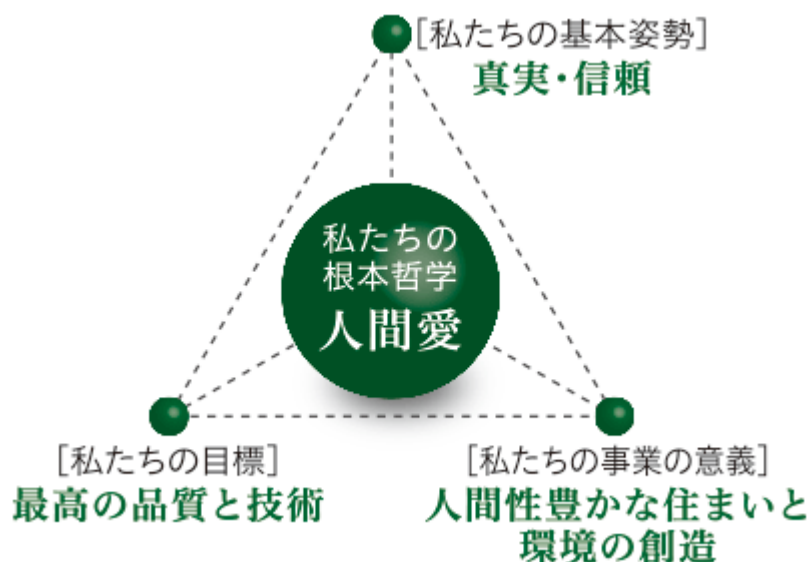 [私たちの基本姿勢]
真実・信頼
私たちの
根本哲学
人間愛
[私たちの目標]
最高の品質と技術
[私たちの事業の意義]
人間性豊かな住まいと
環境の創造